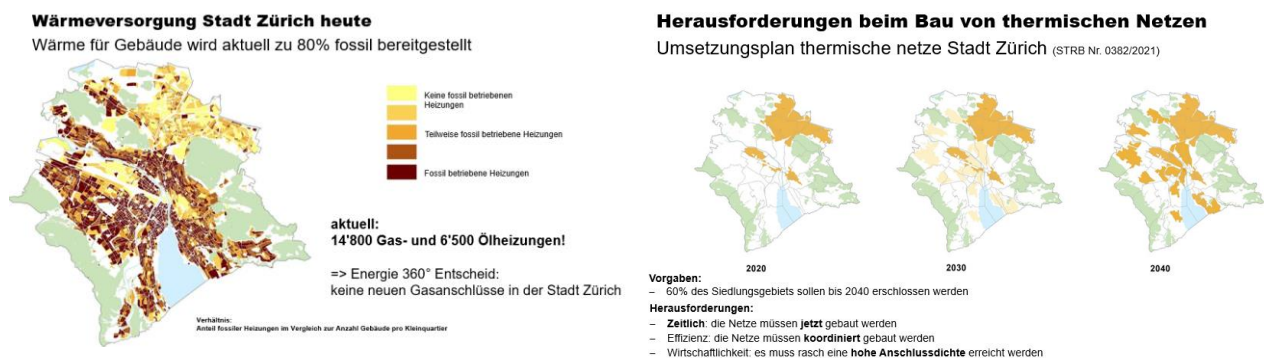 Wärmeversorgung Stadt Zürich heute
Wärme für Gebäude wird aktuell zu 80% fossil bereitgestellt
Keine fossil betriebenen
Heizungen
Teilweise fossil betriebene Heizungen
Fossil betriebene Heizungen
aktuell:
14'800 Gas- und 6'500 Ölheizungen!
=> Energie 360° Entscheid:
keine neuen Gasanschlüsse in der Stadt Zürich
Verhältnis:
Anteil fossiler Heizungen im Vergleich zur Anzahl Gebäude pro Kleinquartier
Herausforderungen beim Bau von thermischen Netzen
Umsetzungsplan thermische netze Stadt Zürich (STRB Nr. 0382/2021)
2020
2030
2040
Vorgaben:
– 60% des Siedlungsgebiets sollen bis 2040 erschlossen werden
Herausforderungen:
– Zeitlich: die Netze müssen jetzt gebaut werden
– Effizienz: die Netze müssen koordiniert gebaut werden
– Wirtschaftlichkeit: es muss rasch eine hohe Anschlussdichte erreicht werden